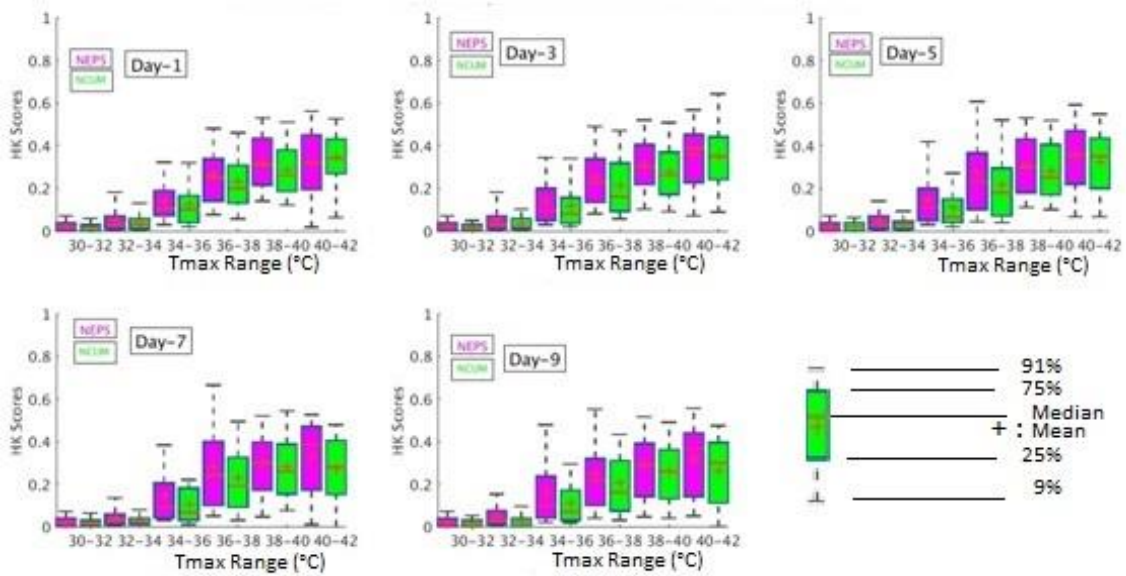 1
0.8
0.6
0.4
0.2
0
HK Scores
NEPS
NCUM
Day-1
30-32 32-34 34-36 36-38 38-40 40-42
Tmax Range (°C)
1
0.8
0.6
0.4
0.2
0
HK Scores
NEPS
NCUM
Day-3
30-32 32-34 34-36 36-38 38-40 40-42
Tmax Range (°C)
1
0.8
0.6
0.4
0.2
0
HK Scores
NEPS
NCUM
Day-5
30-32 32-34 34-36 36-38 38-40 40-42
Tmax Range (°C)
1
0.8
0.6
0.4
0.2
0
HK Scores
NEPS
NCUM
Day-7
30-32 32-34 34-36 36-38 38-40 40-42
Tmax Range (°C)
1
0.8
0.6
0.4
0.2
0
HK Scores
NEPS
NCUM
Day-9
30-32 32-34 34-36 36-38 38-40 40-42
Tmax Range (°C)
91%
75%
Median
+ : Mean
25%
9%